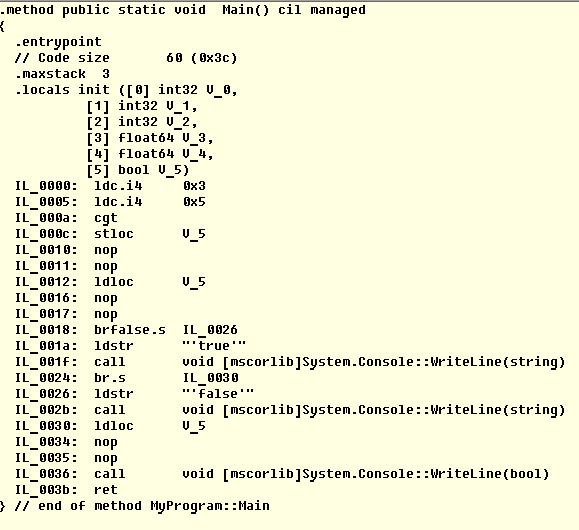 .method public static void  Main() cil managed
{
  .entrypoint
  // Code size       60 (0x3c)
  .maxstack  3
  .locals init ([0] int32 V_0,
           [1] int32 V_1,
           [2] int32 V_2,
           [3] float64 V_3,
           [4] float64 V_4,
           [5] bool V_5)
  IL_0000:  ldc.i4     0x3
  IL_0005:  ldc.i4     0x5
  IL_000a:  cgt
  IL_000c:  stloc      V_5
  IL_0010:  nop
  IL_0011:  nop
  IL_0012:  ldloc      V_5
  IL_0016:  nop
  IL_0017:  nop
  IL_0018:  brfalse.s  IL_0026
  IL_001a:  ldstr      "'true'"
  IL_001f:  call       void [mscorlib]System.Console::WriteLine(string)
  IL_0024:  br.s       IL_0030
  IL_0026:  ldstr      "'false'"
  IL_002b:  call       void [mscorlib]System.Console::WriteLine(string)
  IL_0030:  ldloc      V_5
  IL_0034:  nop
  IL_0035:  nop
  IL_0036:  call       void [mscorlib]System.Console::WriteLine(bool)
  IL_003b:  ret
} // end of method MyProgram::Main